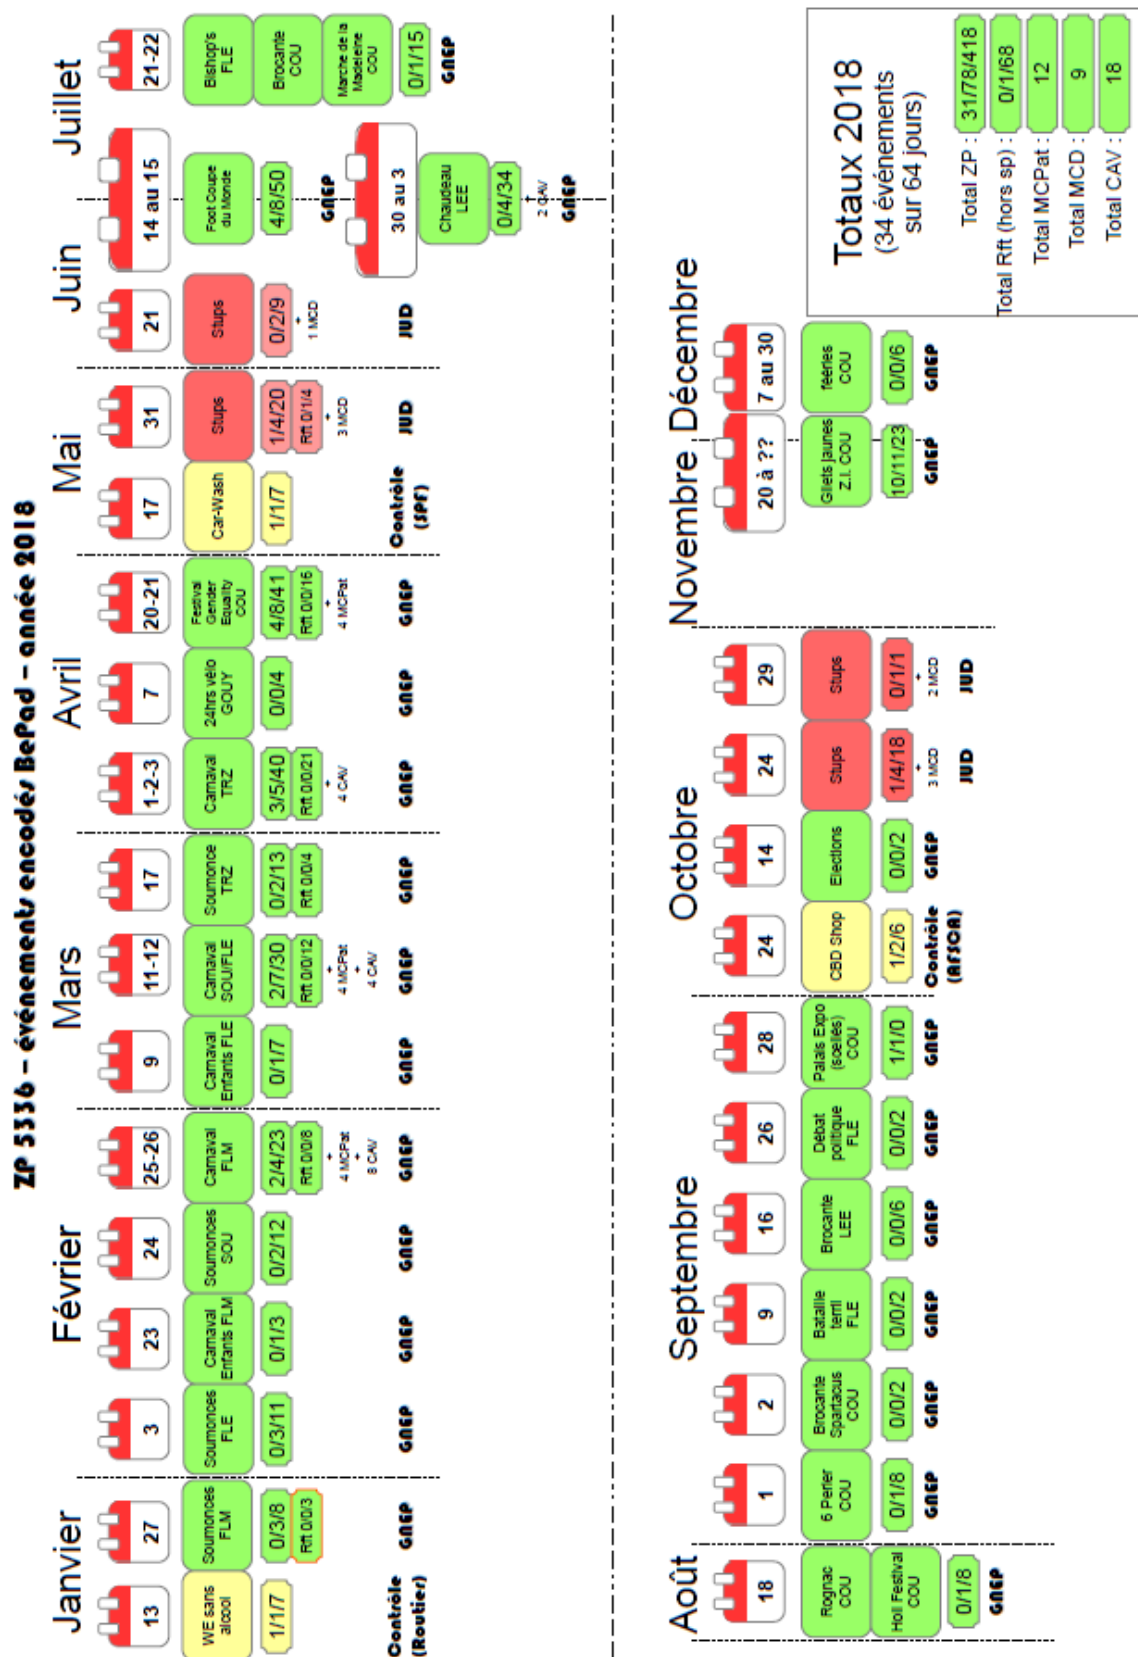 ZP 5336 – événements encodés BePad – année 2018
Janvier
13
WE sans
alcool
1/1/7
Contrôle
(Routier)
27
Soumonces
FLM
0/3/8
Rft 0/0/3
GNEP
Février
3
Soumonces
FLE
0/3/11
GNEP
23
Carnaval
Enfants FLM
0/1/3
GNEP
24
Soumonces
SOU
0/2/12
GNEP
25-26
Carnaval
FLM
2/4/23
Rft 0/0/8
+
4 MCPat
+
8 CAV
GNEP
Mars
9
Carnaval
Enfants FLE
0/1/7
GNEP
11-12
Carnaval
SOU/FLE
2/7/30
Rft 0/0/12
+
4 MCPat
+
4 CAV
GNEP
17
Soumonce
TRZ
0/2/13
Rft 0/0/4
GNEP
Avril
1-2-3
Carnaval
TRZ
3/5/40
Rft 0/0/21
+
4 CAV
GNEP
7
24hrs vélo
GOUY
0/0/4
GNEP
20-21
Festival
Gender
Equality
COU
4/8/41
Rft 0/0/16
+
4 MCPat
GNEP
Mai
17
Car-Wash
1/1/7
Contrôle
(SPF)
31
Stups
1/4/20
Rft 0/1/4
+
3 MCD
JUD
Juin
21
Stups
0/2/9
+
1 MCD
JUD
14 au 15
Foot Coupe
du Monde
4/8/50
GNEP
30 au 3
Chaudeau
LEE
0/4/34
+
2 CAV
GNEP
Juillet
21-22
Bishop's
FLE
Brocante
COU
Marche de la
Madeleine
COU
0/1/15
GNEP
Août
18
Rognac
COU
Holi Festival
COU
0/1/8
GNEP
Septembre
1
6 Perier
COU
0/1/8
GNEP
2
Brocante
Spartacus
COU
0/0/2
GNEP
9
Bataille
terril
FLE
0/0/2
GNEP
16
Brocante
LEE
0/0/6
GNEP
26
Débat
politique
FLE
0/0/2
GNEP
28
Palais Expo
(scellés)
COU
1/1/0
GNEP
Octobre
24
CBD Shop
1/2/6
Contrôle
(AFSCA)
14
Elections
0/0/2
GNEP
24
Stups
1/4/18
+
3 MCD
JUD
29
Stups
0/1/1
+
2 MCD
JUD
Novembre
20 à ??
Gilets jaunes
Z.I. COU
10/11/23
GNEP
Décembre
7 au 30
fééries
COU
0/0/6
GNEP
Totaux 2018
(34 événements
sur 64 jours)
Total ZP : 31/78/418
Total Rft (hors sp) : 0/1/68
Total MCPat : 12
Total MCD : 9
Total CAV : 18